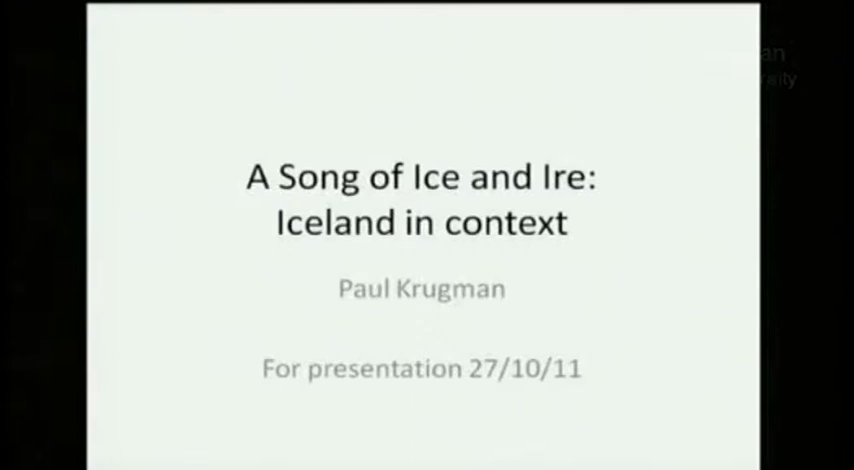 A Song of Ice and Ire:
Iceland in context
Paul Krugman
For presentation 27/10/11